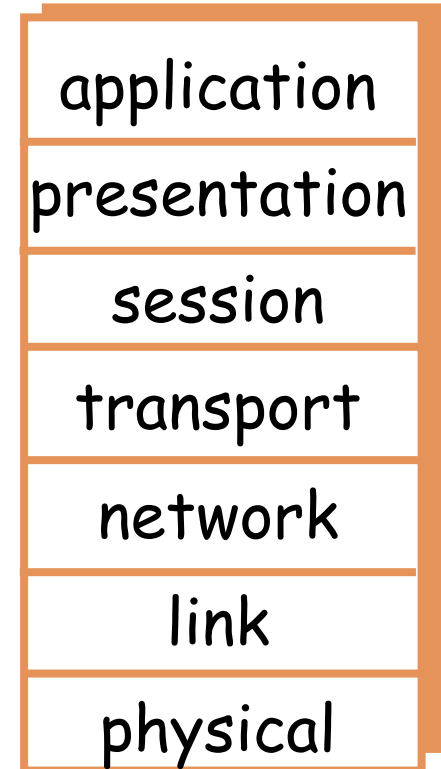 application
presentation
session
transport
network
link
physical